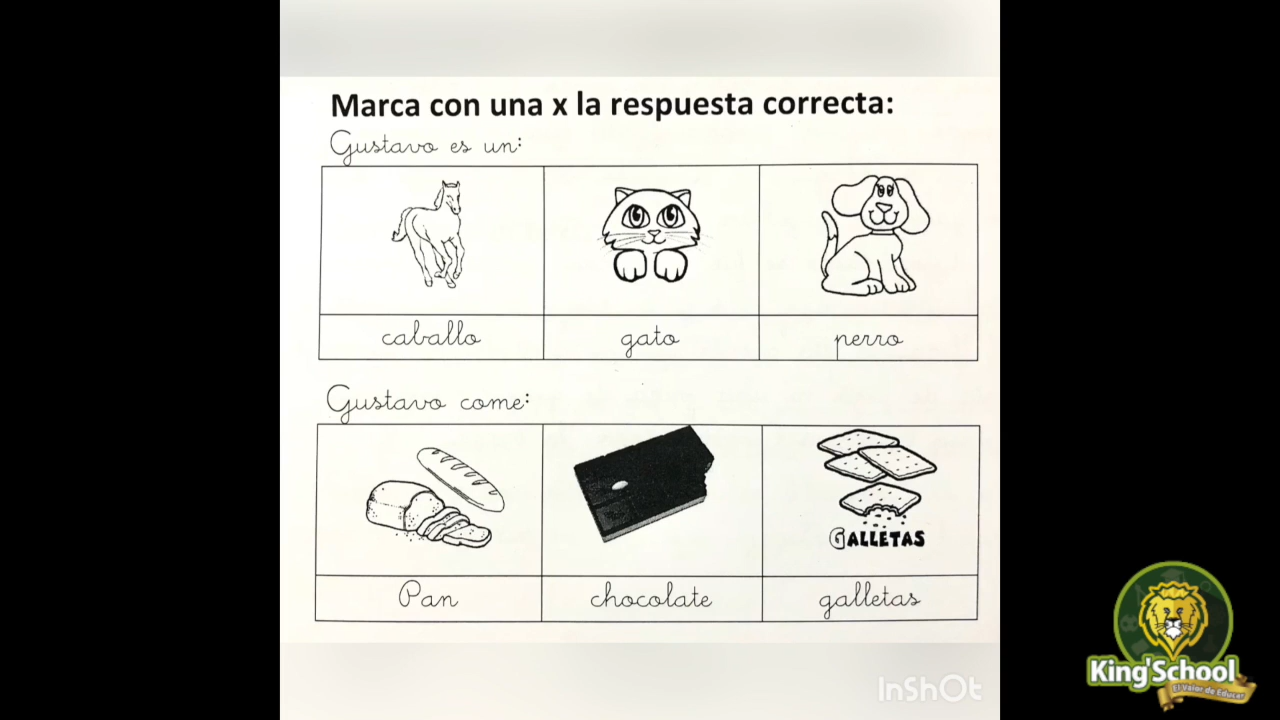 Marca con una x la respuesta correcta:
Gustavo es un:
caballo gato perro
Gustavo come:
GALLETAS
Pan chocolate galletas
King'School
El Valor de Educar
InShOt